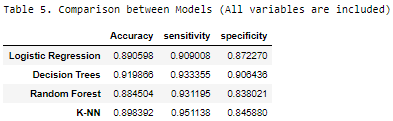 Table 5. Comparison between Models (All variables are included)
Accuracy sensitivity specificity
Logistic Regression 0.890598 0.909008 0.872270
Decision Trees 0.919866 0.933355 0.906436
Random Forest 0.884504 0.931195 0.838021
K-NN 0.898392 0.951138 0.845880